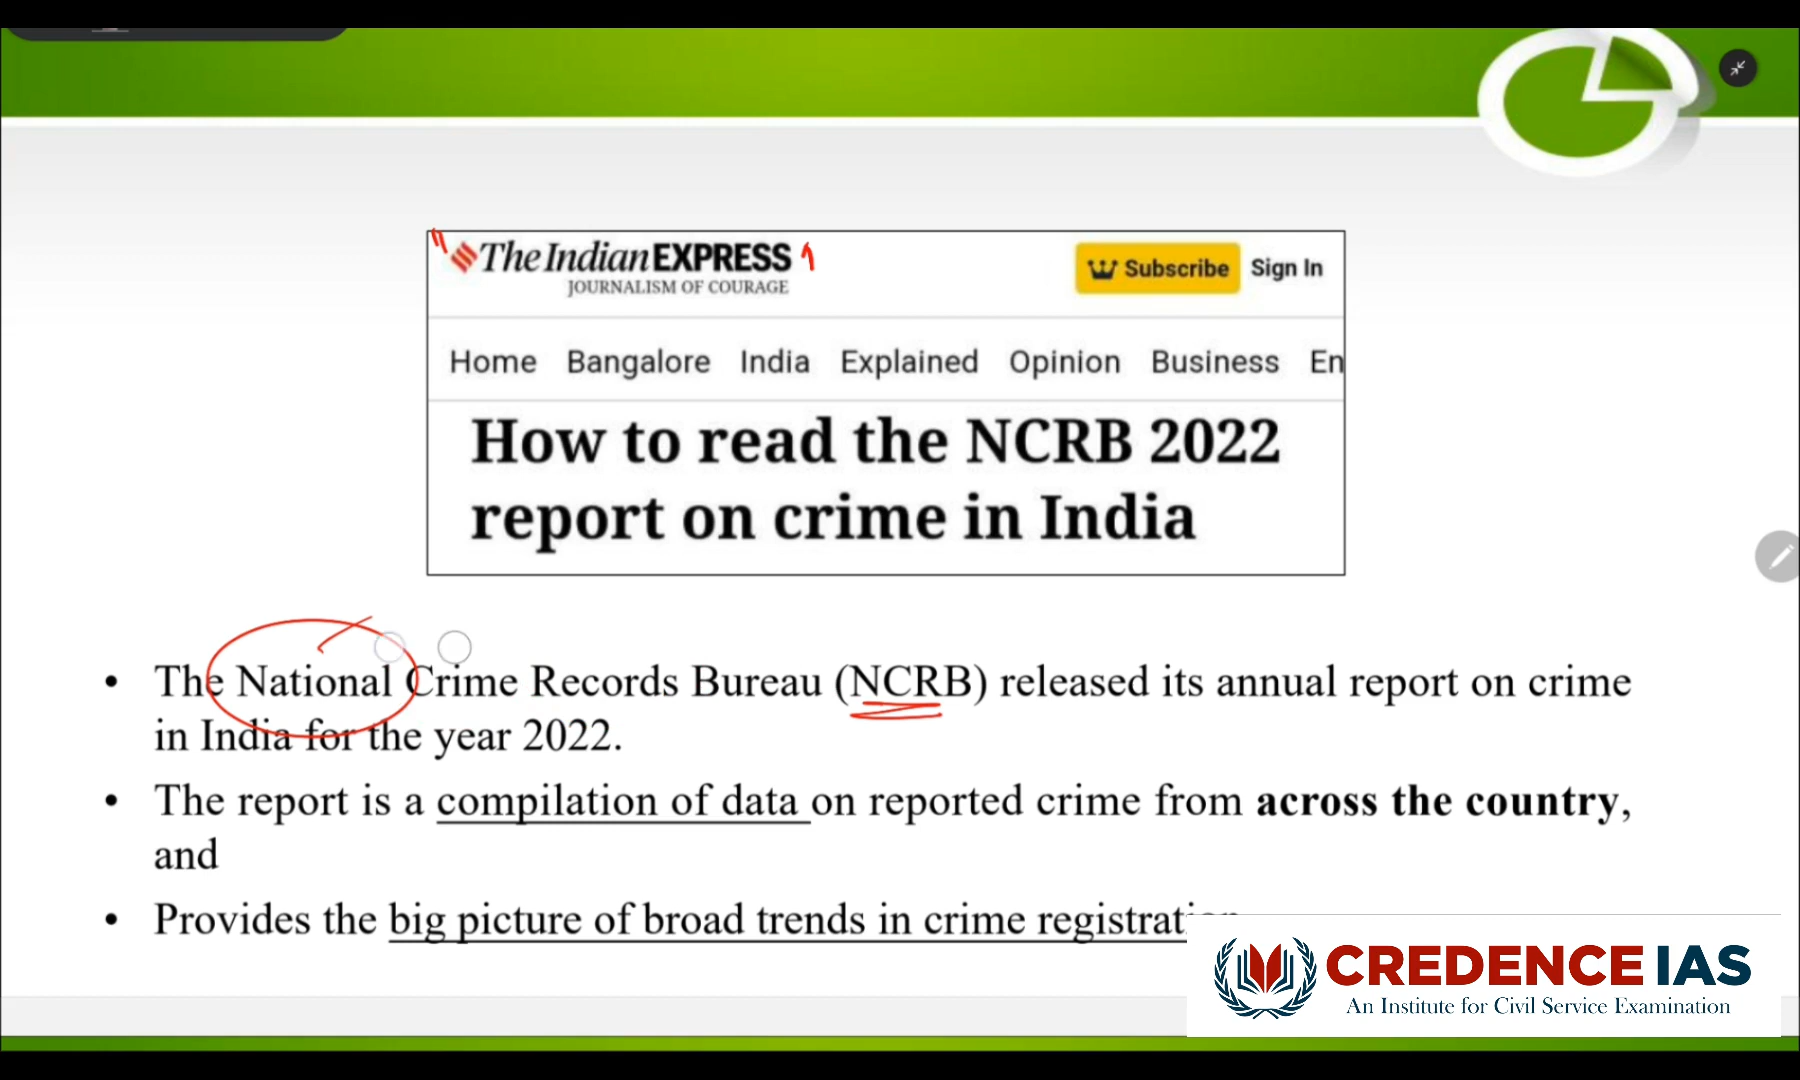 The Indian EXPRESS
JOURNALISM OF COURAGE
Subscribe Sign In
Home Bangalore India Explained Opinion Business En
How to read the NCRB 2022
report on crime in India
• The National Crime Records Bureau (NCRB) released its annual report on crime
in India for the year 2022.
• The report is a compilation of data on reported crime from across the country,
and
• Provides the big picture of broad trends in crime
CREDENCE IAS
An Institute for Civil Service Examination